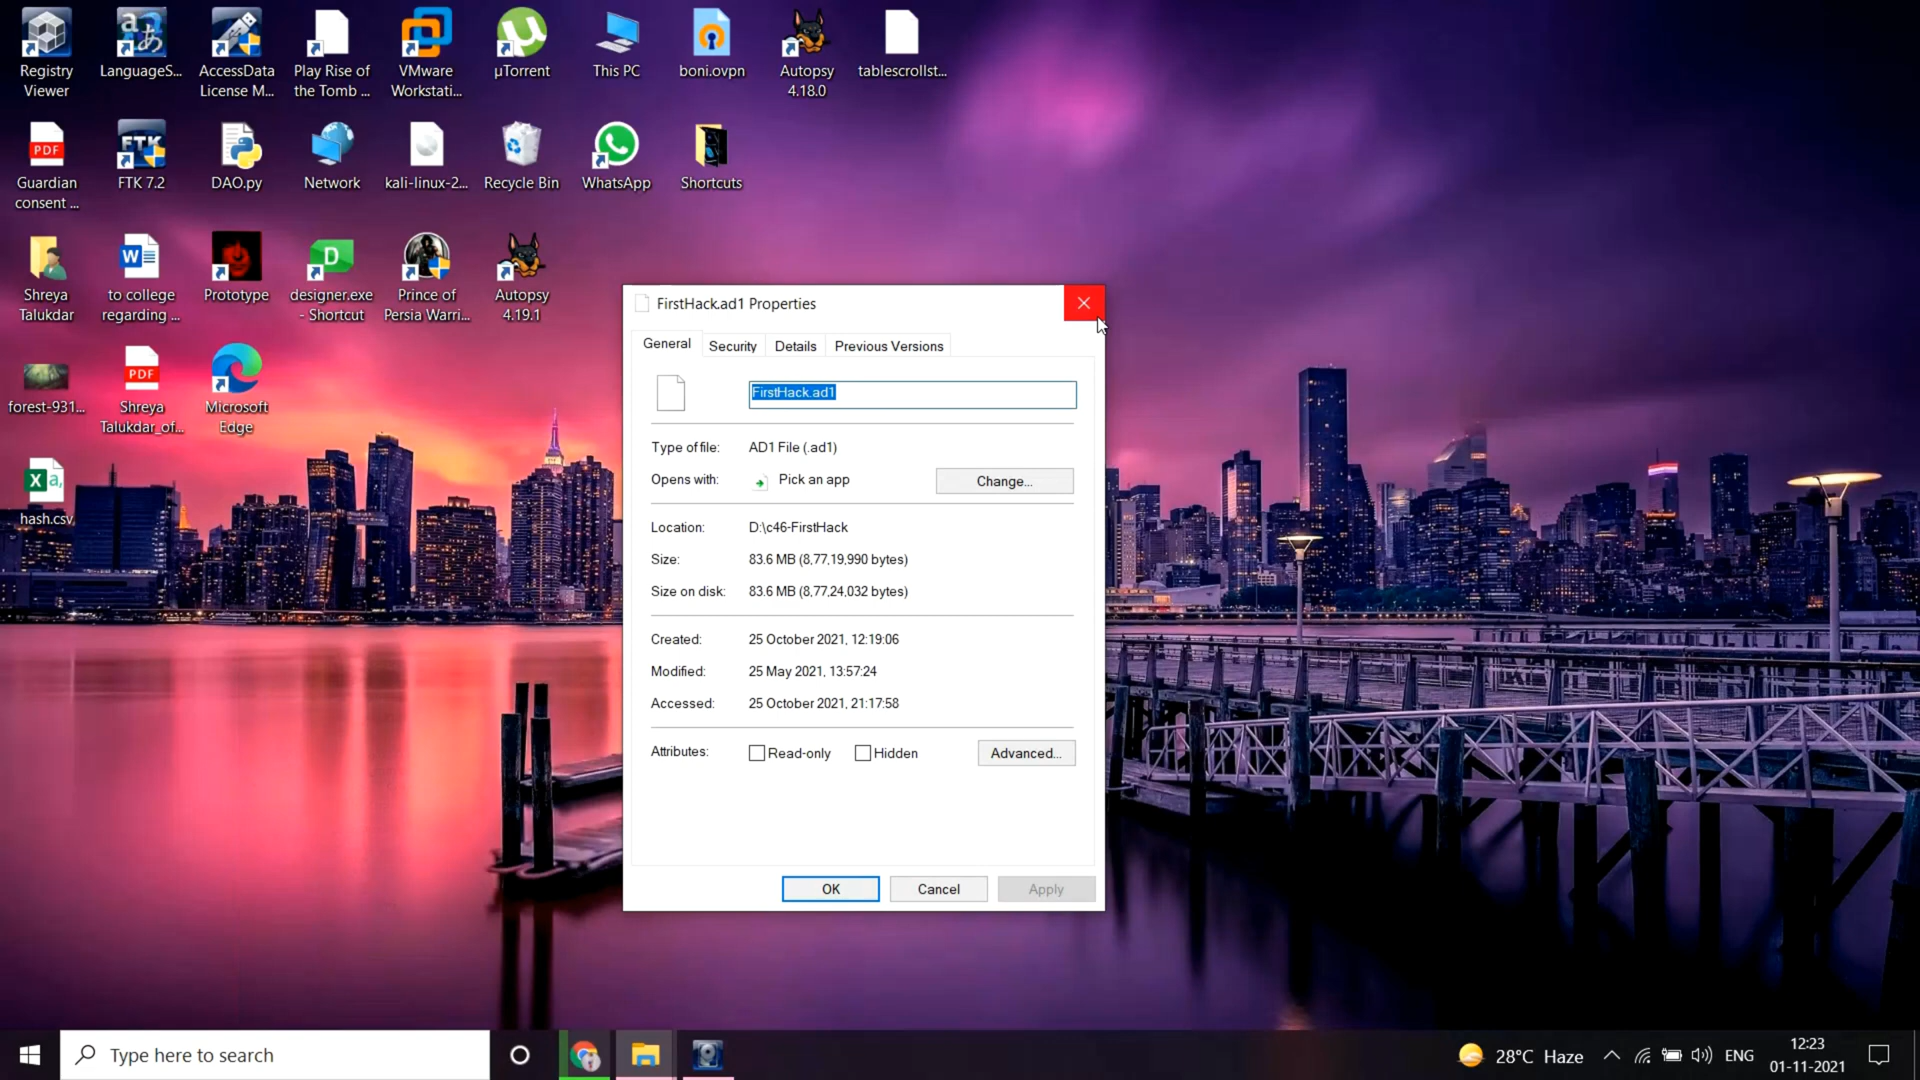 Registry
Viewer
LanguageS...
AccessData
License M...
Play Rise of
the Tomb ...
VMware
Workstati...
µTorrent
This PC
boni.ovpn
Autopsy
4.18.0
tablescrollst...
PDF
Guardian
consent ...
FTK
FTK 7.2
DAO.py
Network
kali-linux-2...
Recycle Bin
WhatsApp
Shortcuts
Shreya
Talukdar
W
to college
regarding ...
Prototype
D
designer.exe
- Shortcut
Prince of
Persia Warri...
Autopsy
4.19.1
forest-931...
PDF
Shreya
Talukdar_of...
Microsoft
Edge
X a,
hash.csv
FirstHack.ad1 Properties
General
Security
Details
Previous Versions
FirstHack.ad1
Type of file: AD1 File (.ad1)
Opens with: Pick an app
Change...
Location: D:\c46-FirstHack
Size: 83.6 MB (8,77,19,990 bytes)
Size on disk: 83.6 MB (8,77,24,032 bytes)
Created: 25 October 2021, 12:19:06
Modified: 25 May 2021, 13:57:24
Accessed: 25 October 2021, 21:17:58
Attributes: Read-only Hidden
Advanced...
OK
Cancel
Apply
Type here to search
28°C Haze
ENG
12:23
01-11-2021